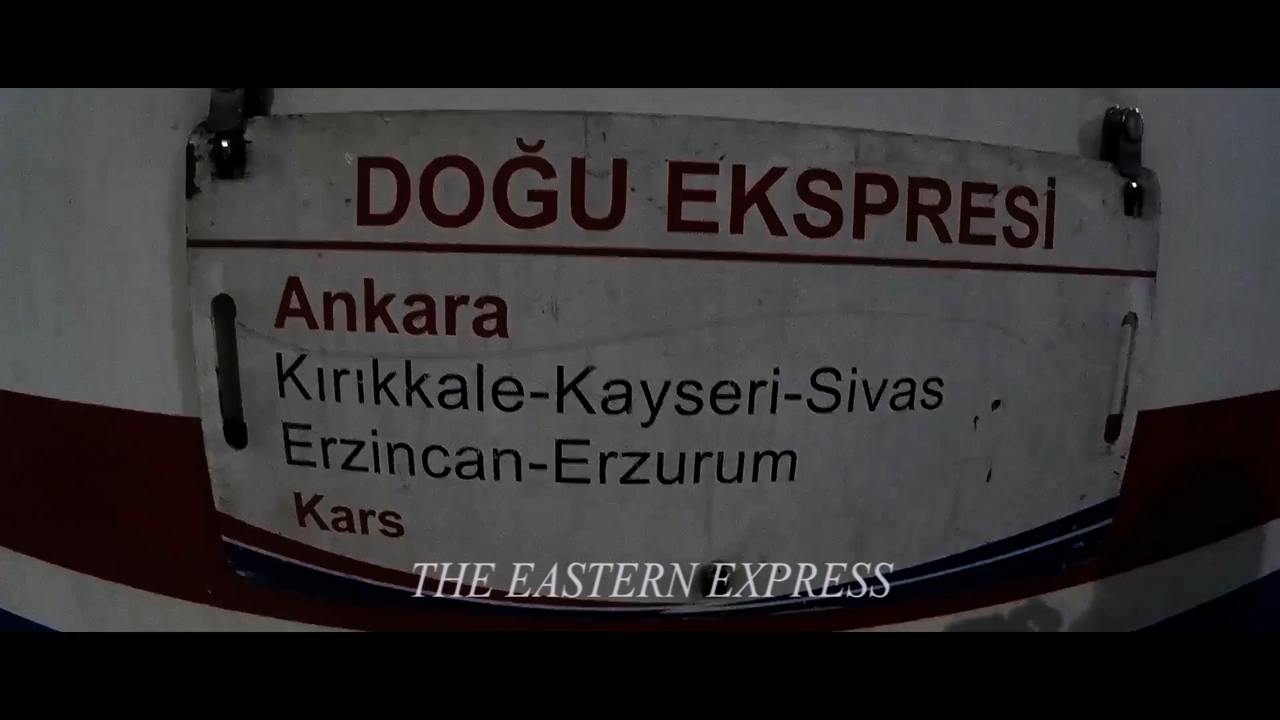 DOĞU EKSPRESİ
Ankara
Kırıkkale-Kayseri-Sivas
Erzincan-Erzurum
Kars
THE EASTERN EXPRESS